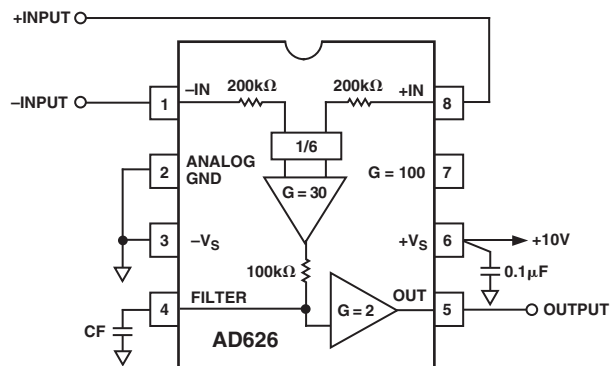 +INPUT
–INPUT
200kΩ
200kΩ
1
–IN
+IN
8
1/6
2
ANALOG
GND
G = 100
7
G = 30
3
–VS
+VS
6
+10V
100kΩ
0.1μF
4
FILTER
OUT
5
OUTPUT
G = 2
CF
AD626